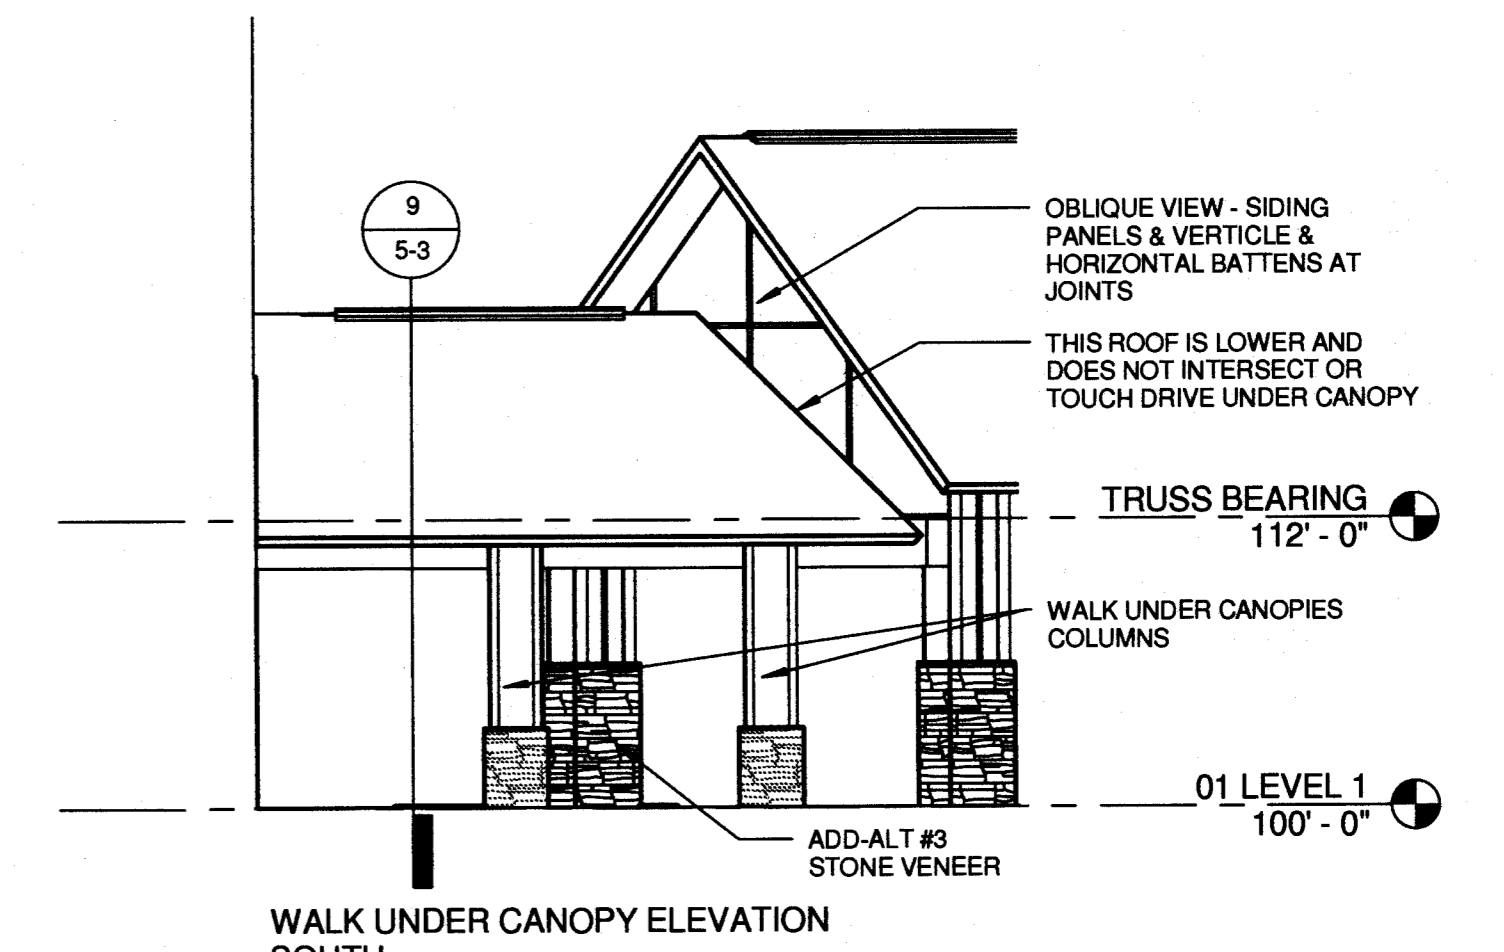 9
5-3
OBLIQUE VIEW - SIDING
PANELS & VERTICLE &
HORIZONTAL BATTENS AT
JOINTS
THIS ROOF IS LOWER AND
DOES NOT INTERSECT OR
TOUCH DRIVE UNDER CANOPY
TRUSS BEARING
112' - 0"
WALK UNDER CANOPIES
COLUMNS
01 LEVEL 1
100' - 0"
ADD-ALT #3
STONE VENEER
WALK UNDER CANOPY ELEVATION
SOUTH